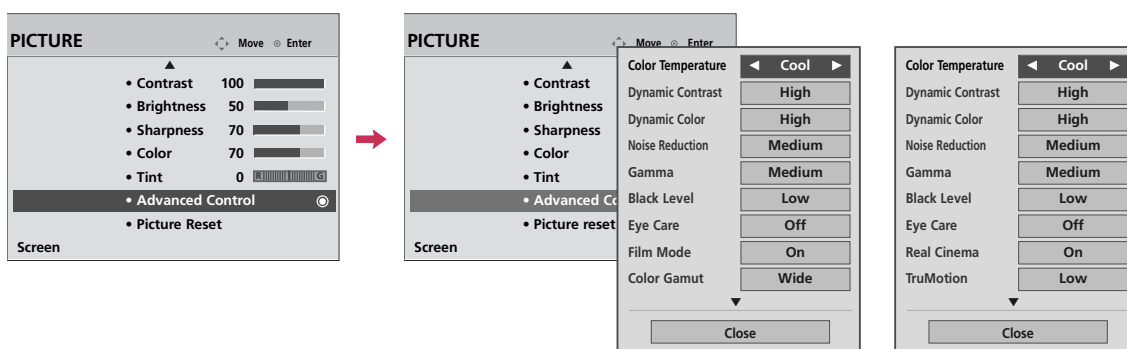 PICTURE
Move Enter
• Contrast 100
• Brightness 50
• Sharpness 70
• Color 70
• Tint 0 R G
• Advanced Control
• Picture Reset
Screen
PICTURE
Move Enter
• Contrast
• Brightness
• Sharpness
• Color
• Tint
• Advanced Co
• Picture reset
Screen
Color Temperature Cool
Dynamic Contrast High
Dynamic Color High
Noise Reduction Medium
Gamma Medium
Black Level Low
Eye Care Off
Film Mode On
Color Gamut Wide
Close
Color Temperature Cool
Dynamic Contrast High
Dynamic Color High
Noise Reduction Medium
Gamma Medium
Black Level Low
Eye Care Off
Real Cinema On
TruMotion Low
Close